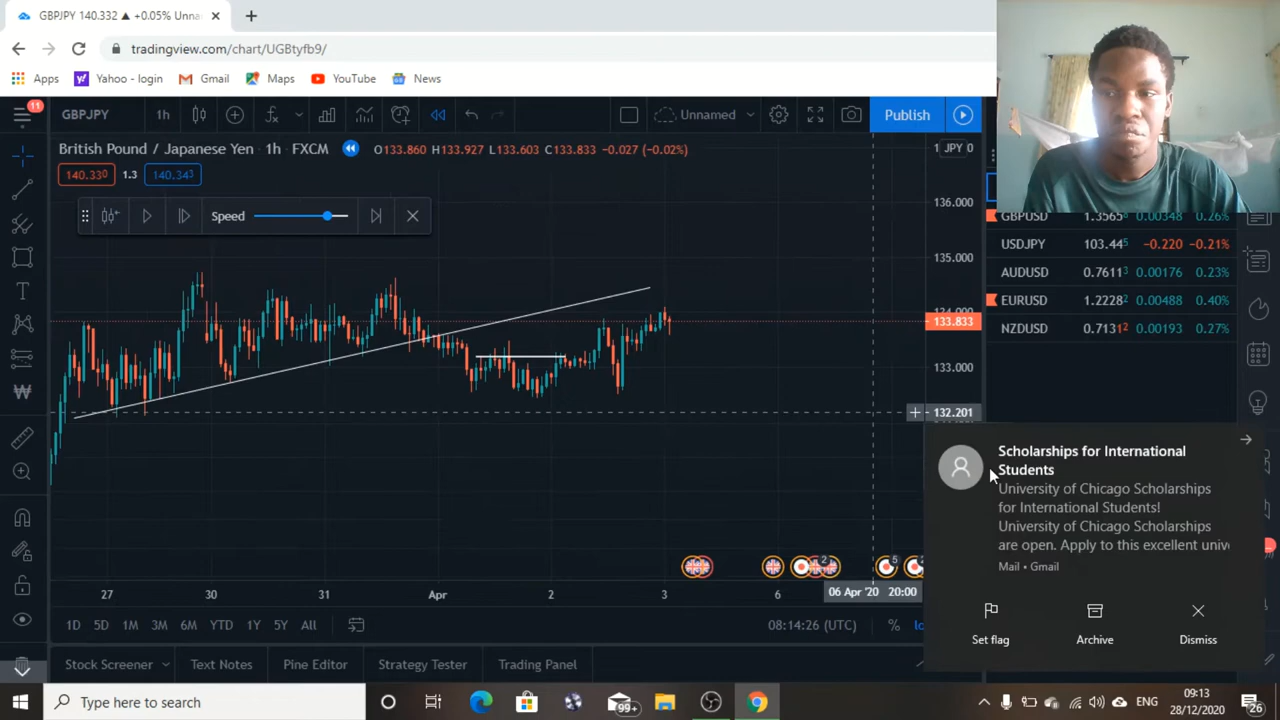 GBPJPY 140.332 ▲ +0.05% Unna
tradingview.com/chart/UGBtyfb9/
Apps Yahoo - login Gmail Maps YouTube News
11
GBPJPY 1h Unnamed Publish
British Pound / Japanese Yen · 1h · FXCM O133.860 H133.927 L133.603 C133.833 -0.027 (-0.02%)
JPY
140.330 1.3 140.343
Speed
136.000
135.000
134.000
133.833
133.000
132.201
GBPUSD 1.3565 0.00348 0.26%
USDJPY 103.445 -0.220 -0.21%
AUDUSD 0.76113 0.00176 0.23%
EURUSD 1.22282 0.00488 0.40%
NZDUSD 0.71312 0.00193 0.27%
Scholarships for International
Students
University of Chicago Scholarships
for International Students!
University of Chicago Scholarships
are open. Apply to this excellent univ
Mail • Gmail
Set flag Archive Dismiss
2 5
27 30 31 Apr 2 3 6 06 Apr '20 20:00
1D 5D 1M 3M 6M YTD 1Y 5Y All 08:14:26 (UTC) %
Stock Screener Text Notes Pine Editor Strategy Tester Trading Panel
Type here to search
99+
ENG
09:13
28/12/2020
26